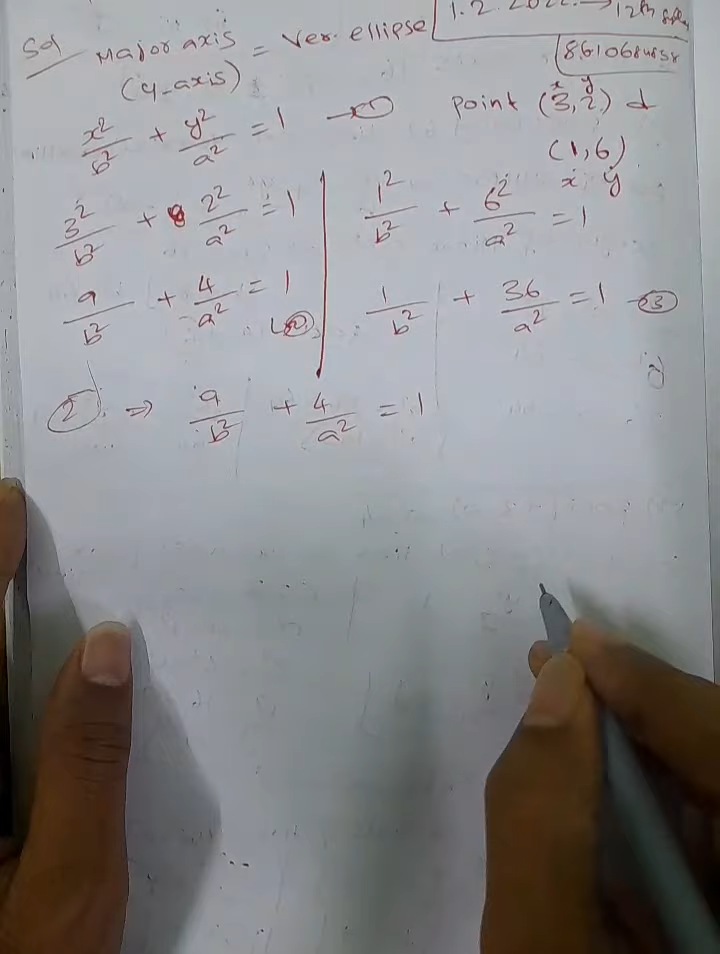 Sol Major axis = Ver. ellipse
(y-axis)
x²/b² + y²/a² = 1 → ①
point (3, 2) &
x y
(1, 6)
x y
3²/b² + 2²/a² = 1
9/b² + 4/a² = 1 ②
1²/b² + 6²/a² = 1
1/b² + 36/a² = 1 → ③
② ⇒ 9/b² + 4/a² = 1